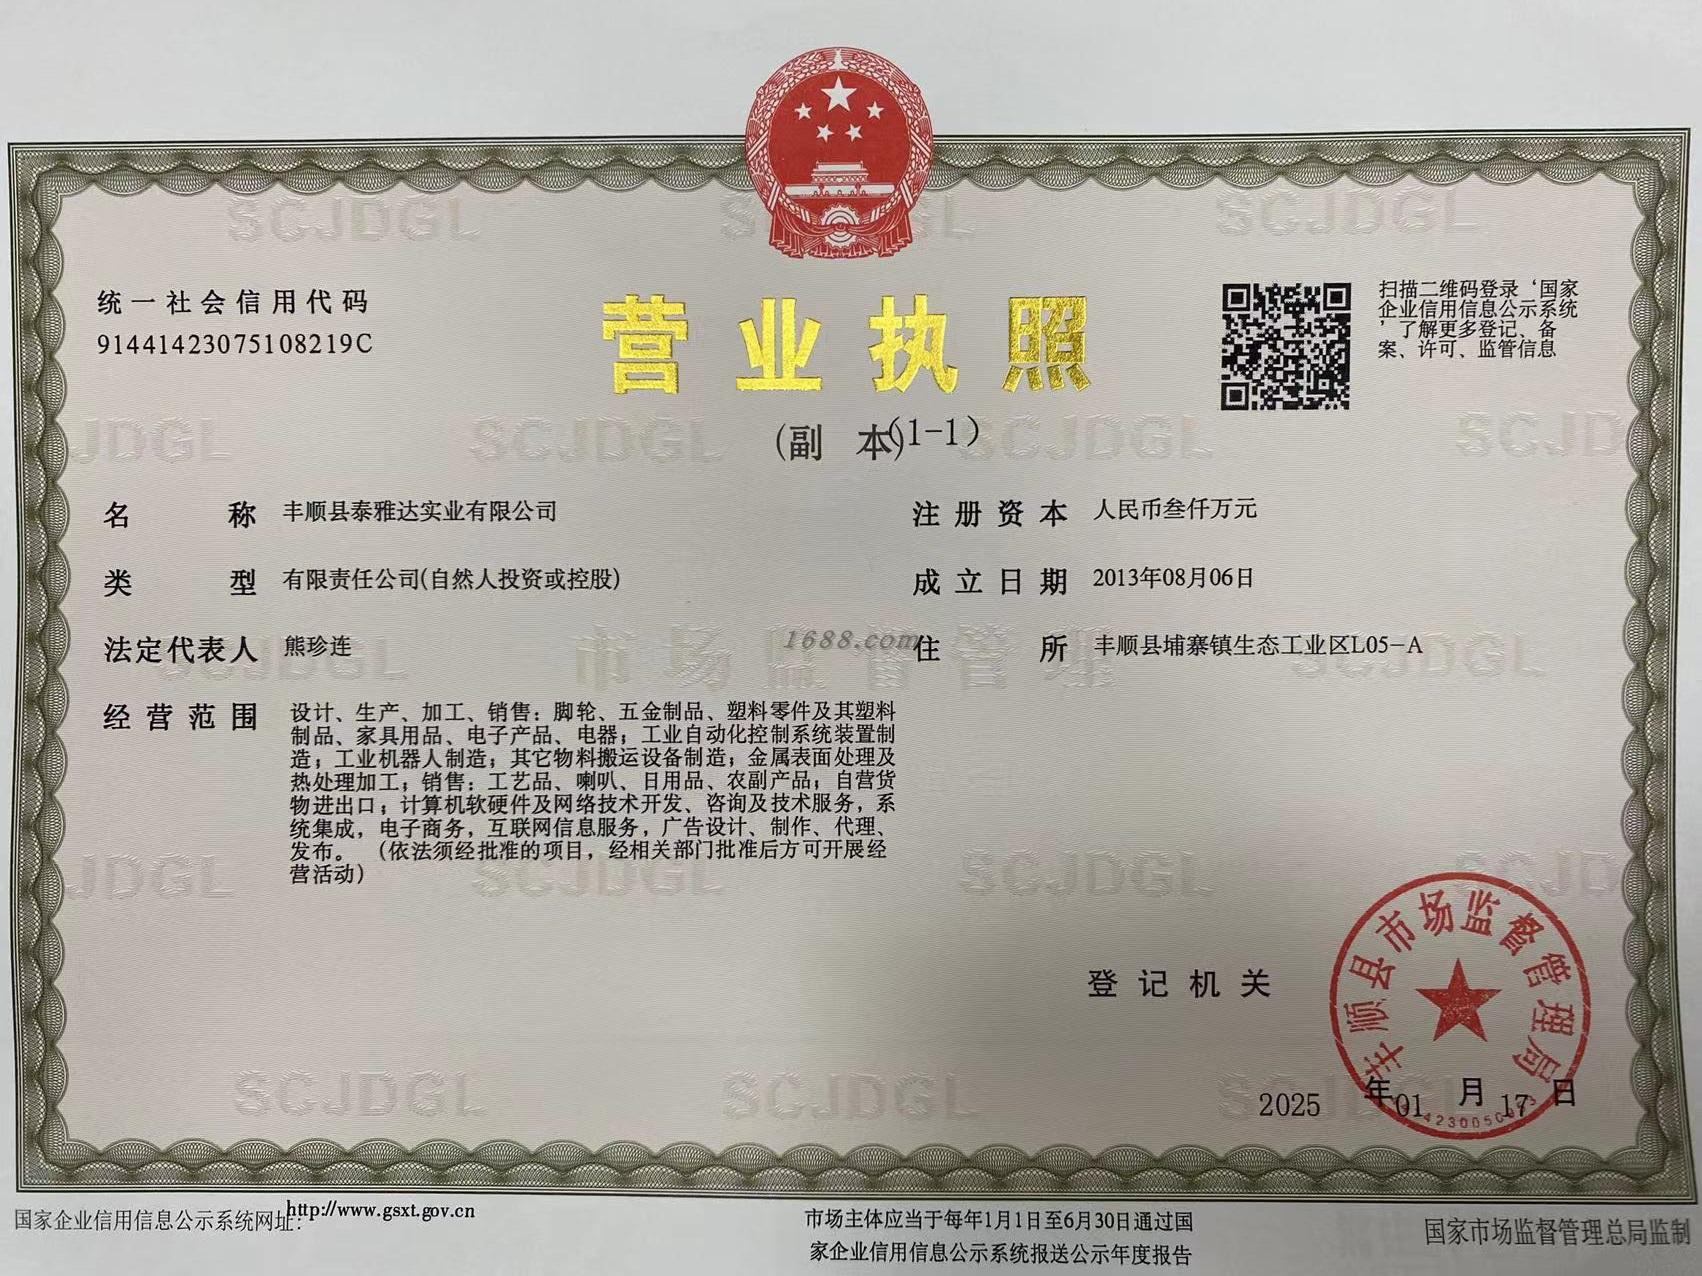 统一社会信用代码
91441423075108219C
营业执照
(副 本)(1-1)
扫描二维码登录‘国家
企业信用信息公示系统
’了解更多登记、备
案、许可、监管信息
名称 丰顺县泰雅达实业有限公司
注册资本 人民币叁仟万元
类型 有限责任公司(自然人投资或控股)
成立日期 2013年08月06日
法定代表人 熊珍连
住所 丰顺县埔寨镇生态工业区L05-A
1688.com
市场监督管理
经营范围 设计、生产、加工、销售：脚轮、五金制品、塑料零件及其塑料
制品、家具用品、电子产品、电器；工业自动化控制系统装置制
造；工业机器人制造；其它物料搬运设备制造；金属表面处理及
热处理加工；销售：工艺品、喇叭、日用品、农副产品；自营货
物进出口；计算机软硬件及网络技术开发、咨询及技术服务，系
统集成，电子商务，互联网信息服务，广告设计、制作、代理、
发布。（依法须经批准的项目，经相关部门批准后方可开展经
营活动）
登记机关
丰顺县市场监督管理局
2025年01月17日
国家企业信用信息公示系统网址：http://www.gsxt.gov.cn
市场主体应当于每年1月1日至6月30日通过国
家企业信用信息公示系统报送公示年度报告
国家市场监督管理总局监制
SCJDGL